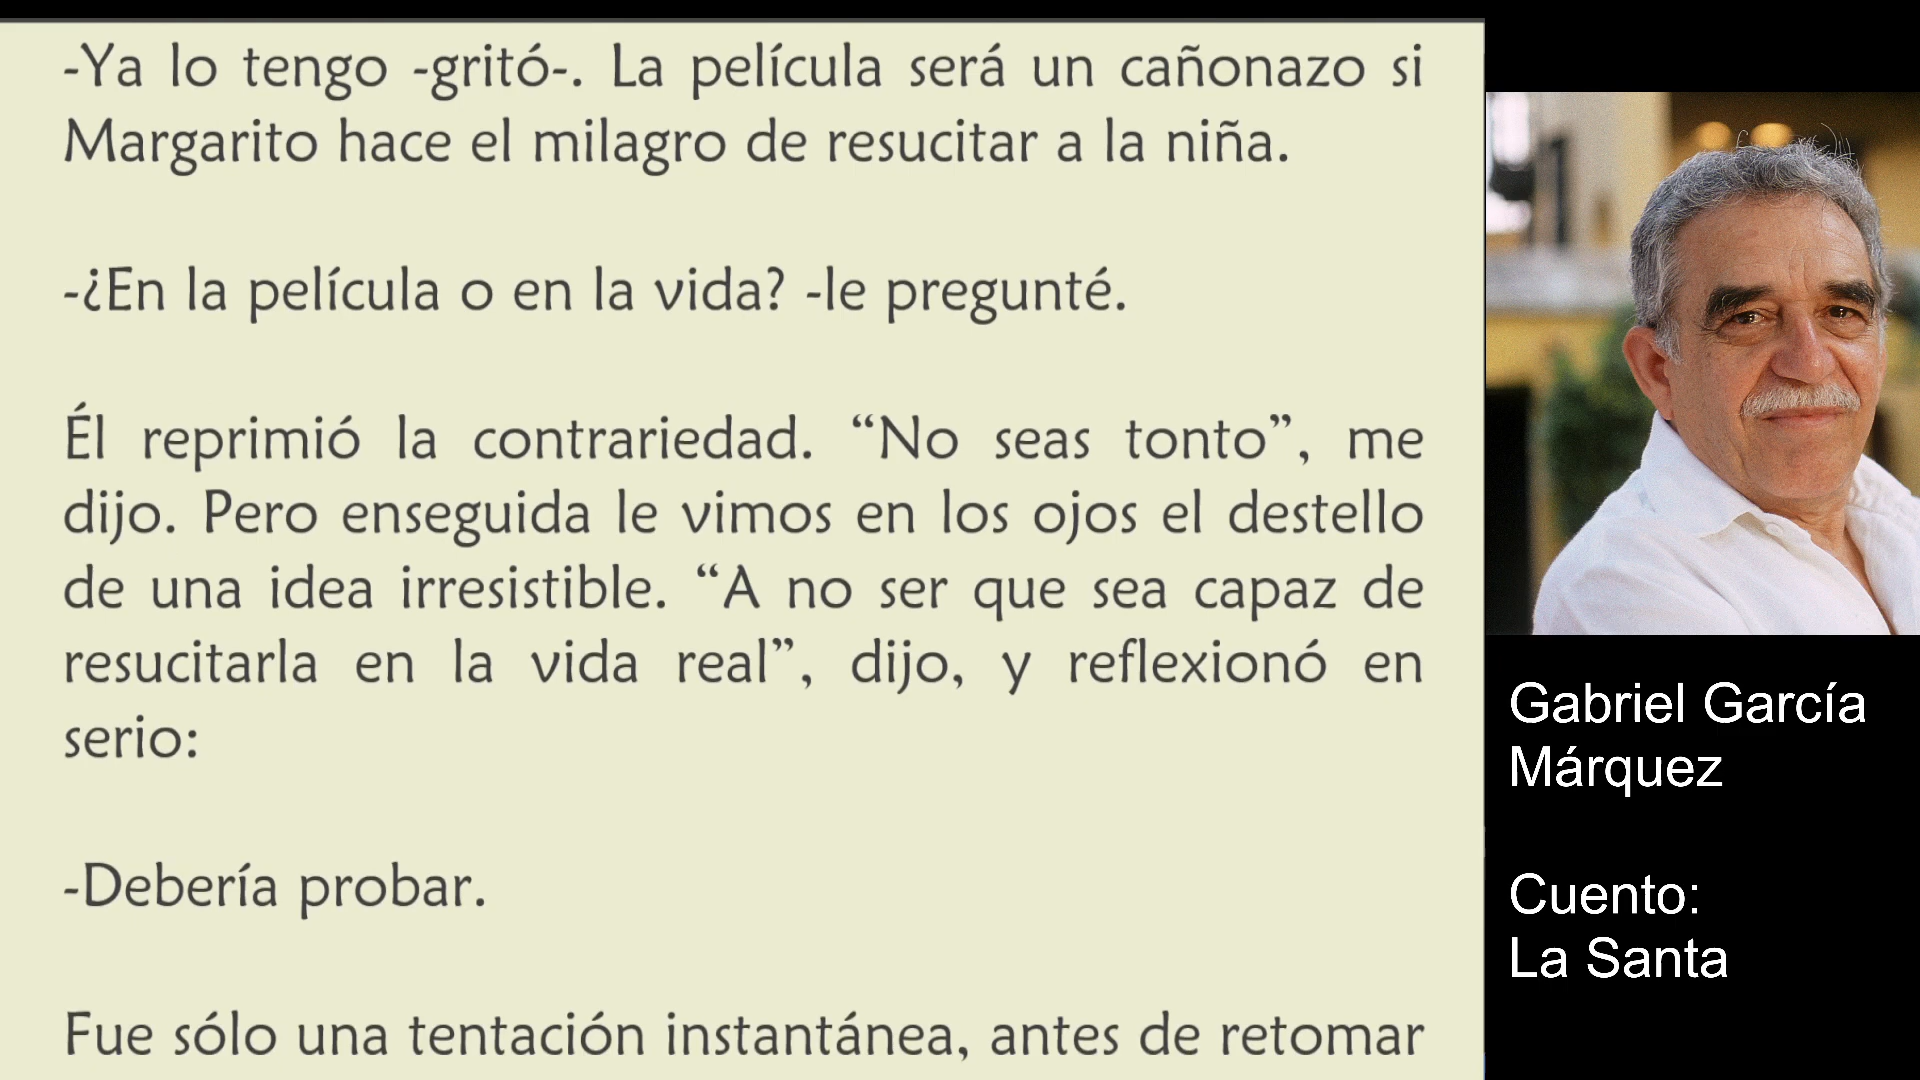 -Ya lo tengo -gritó-. La película será un cañonazo si
Margarito hace el milagro de resucitar a la niña.
-¿En la película o en la vida? -le pregunté.
Él reprimió la contrariedad. “No seas tonto”, me
dijo. Pero enseguida le vimos en los ojos el destello
de una idea irresistible. “A no ser que sea capaz de
resucitarla en la vida real”, dijo, y reflexionó en
serio:
-Debería probar.
Fue sólo una tentación instantánea, antes de retomar
Gabriel García
Márquez
Cuento:
La Santa